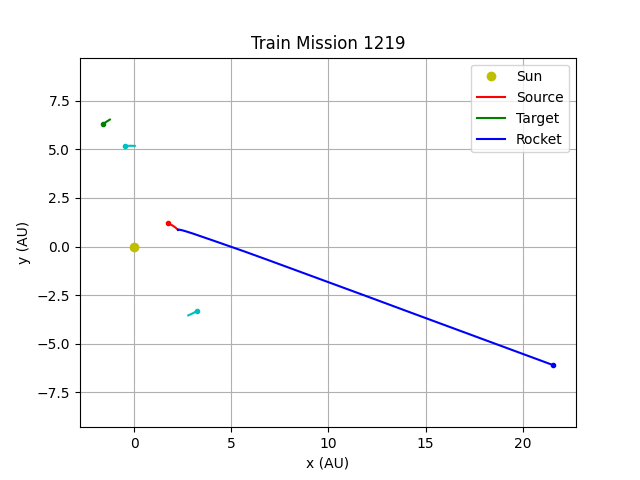 Train Mission 1219
Sun
Source
Target
Rocket
7.5
5.0
2.5
0.0
−2.5
−5.0
−7.5
y (AU)
0
5
10
15
20
x (AU)